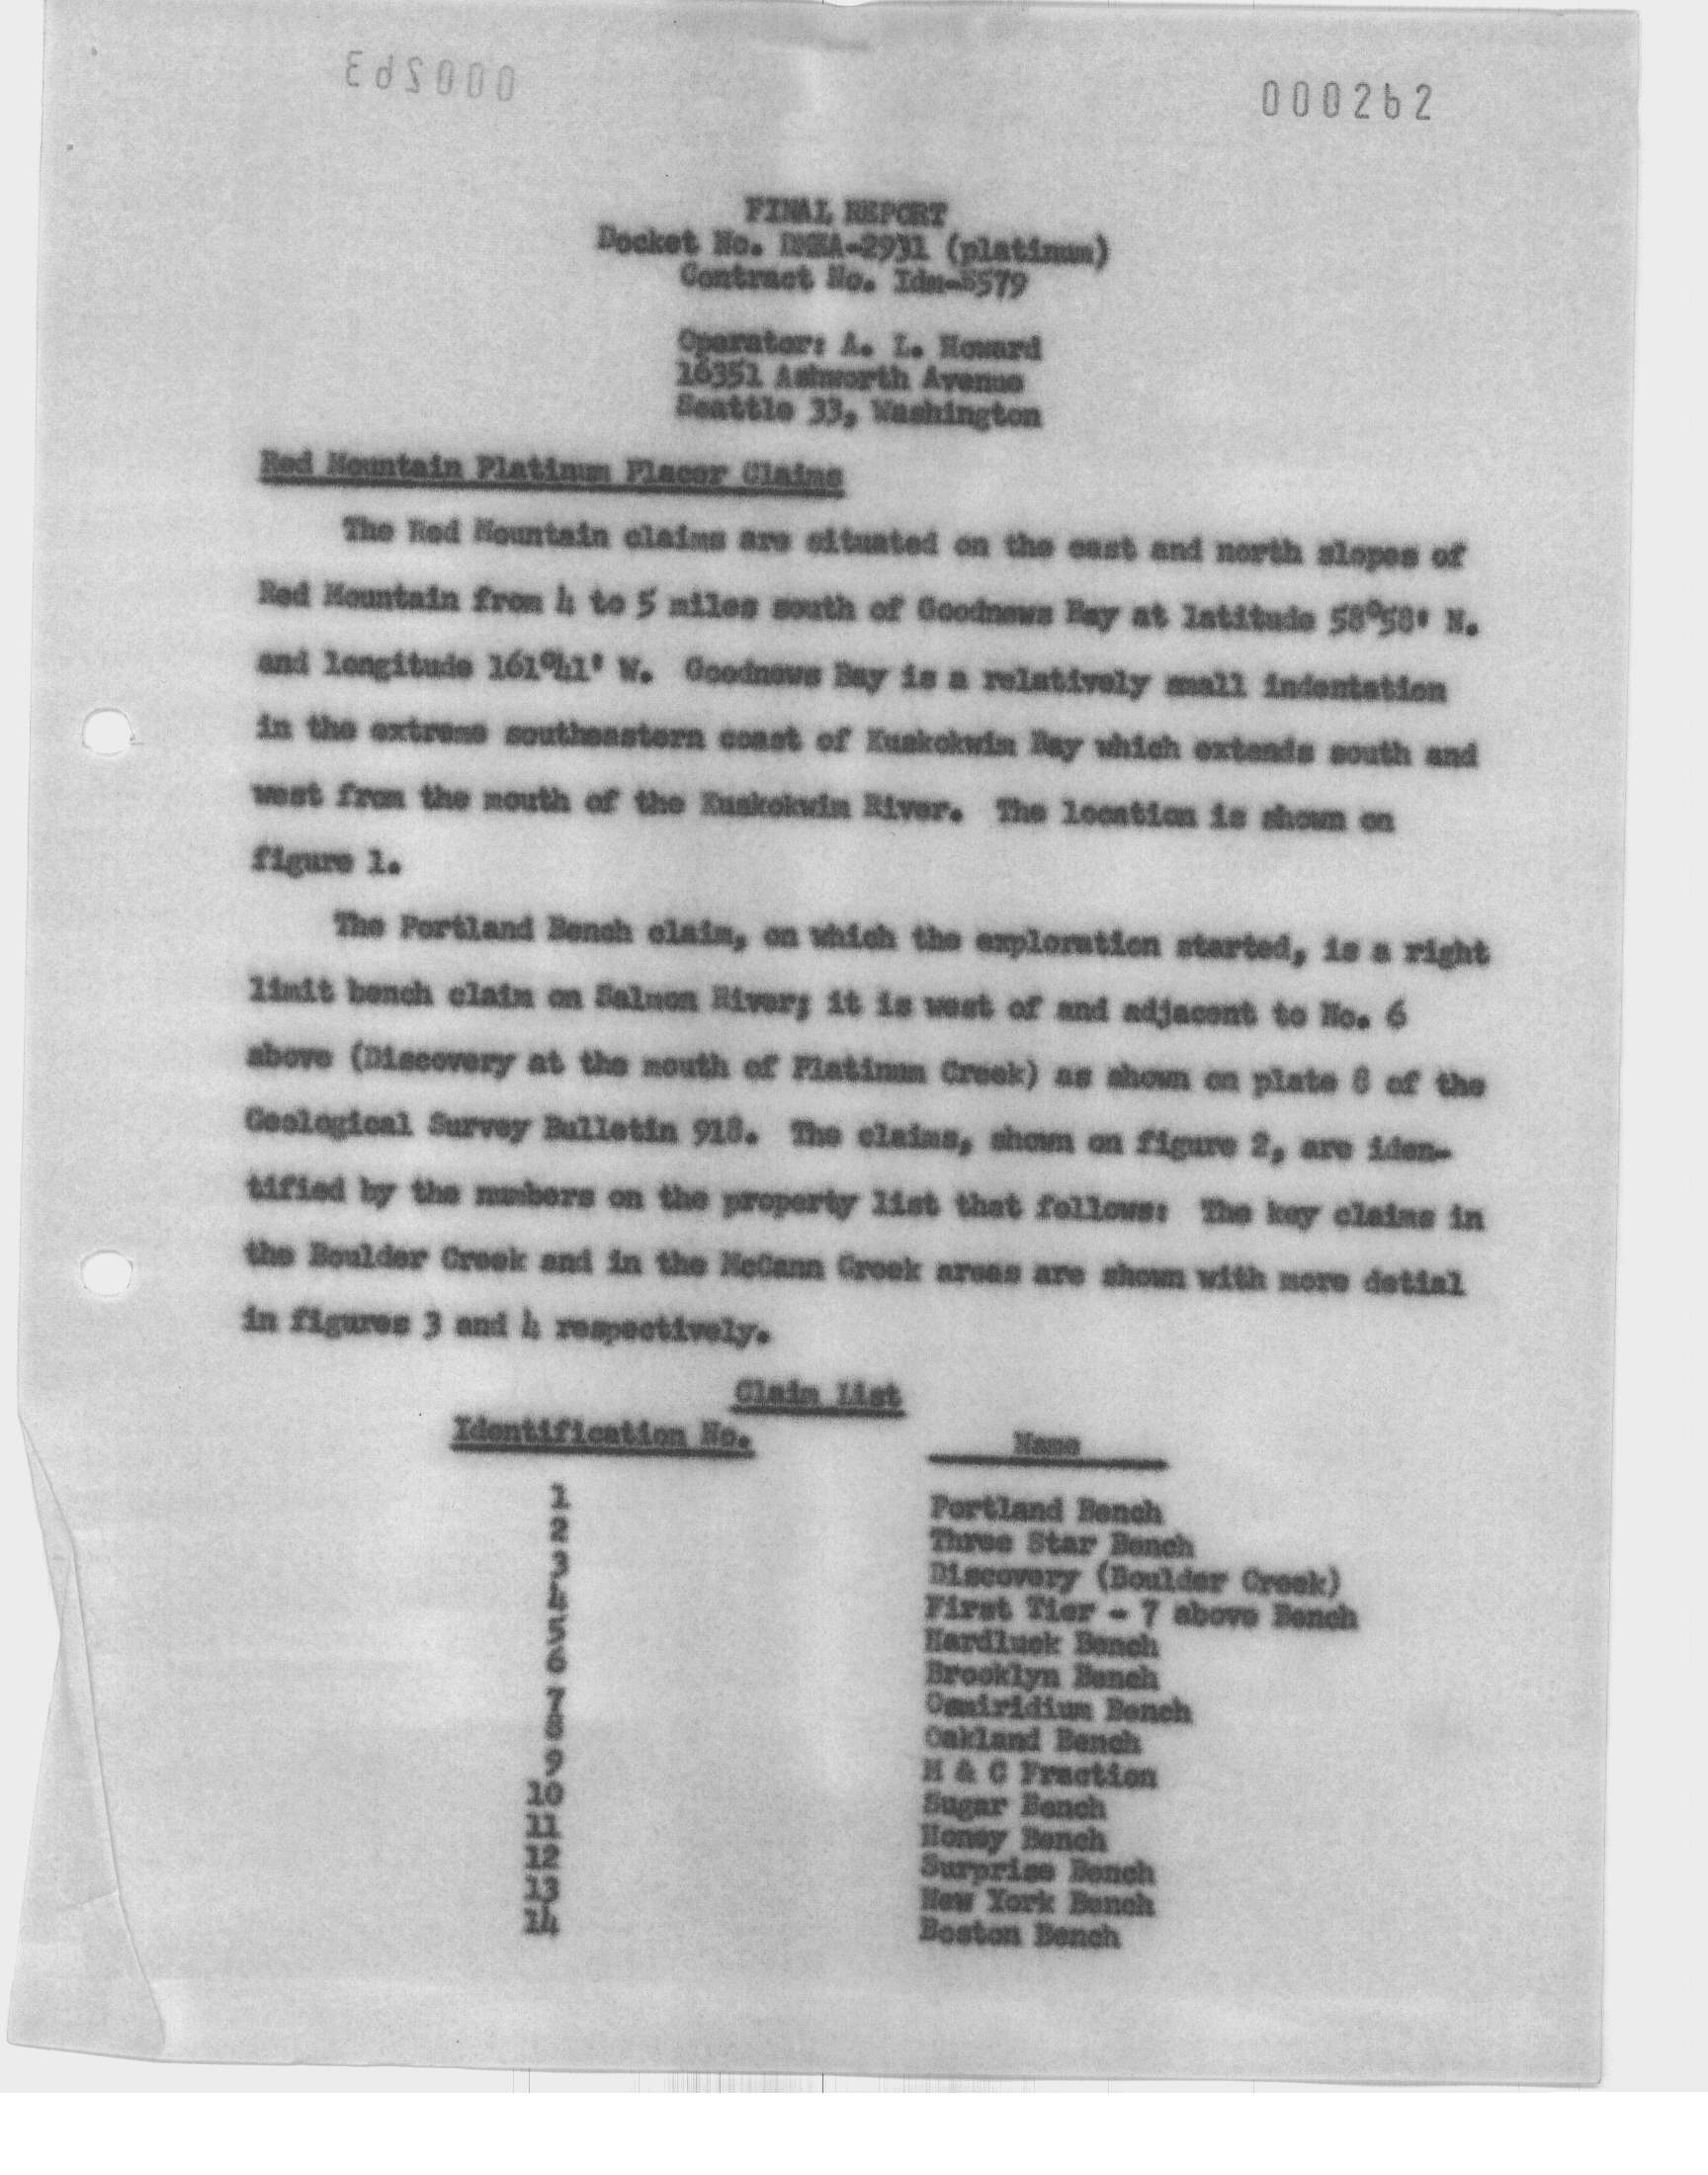 000262
FINAL REPORT
Docket No. DMEA-2931 (platinum)
Contract No.
Operator: A. L. Howard
16351 Ashworth Avenue
Seattle 33, Washington
Red Mountain Platinum Placer Claims
The Red Mountain claims are situated on the east and north slopes of
Red Mountain from 4 to 5 miles south of Goodnews Bay at latitude 58°58' N.
and longitude 161°41' W. Goodnews Bay is a relatively small indentation
in the extreme southeastern coast of Kuskokwim Bay which extends south and
west from the mouth of the Kuskokwim River. The location is shown on
figure 1.
The Portland Bench claim, on which the exploration started, is a right
limit bench claim on Salmon River; it is west of and adjacent to No. 6
above (Discovery at the mouth of Platinum Creek) as shown on plate 8 of the
Geological Survey Bulletin 918. The claims, shown on figure 2, are iden-
tified by the numbers on the property list that follows: The key claims in
the Boulder Creek and in the McCann Creek areas are shown with more detial
in figures 3 and 4 respectively.
Claim List
Identification No. Name
1 Portland Bench
2 Three Star Bench
3 Discovery (Boulder Creek)
4 First Tier - 7 above Bench
5 Hardluck Bench
6 Brooklyn Bench
7 Osmiridium Bench
8 Oakland Bench
9 H & C Fraction
10 Sugar Bench
11 Honey Bench
12 Surprise Bench
13 New York Bench
14 Boston Bench